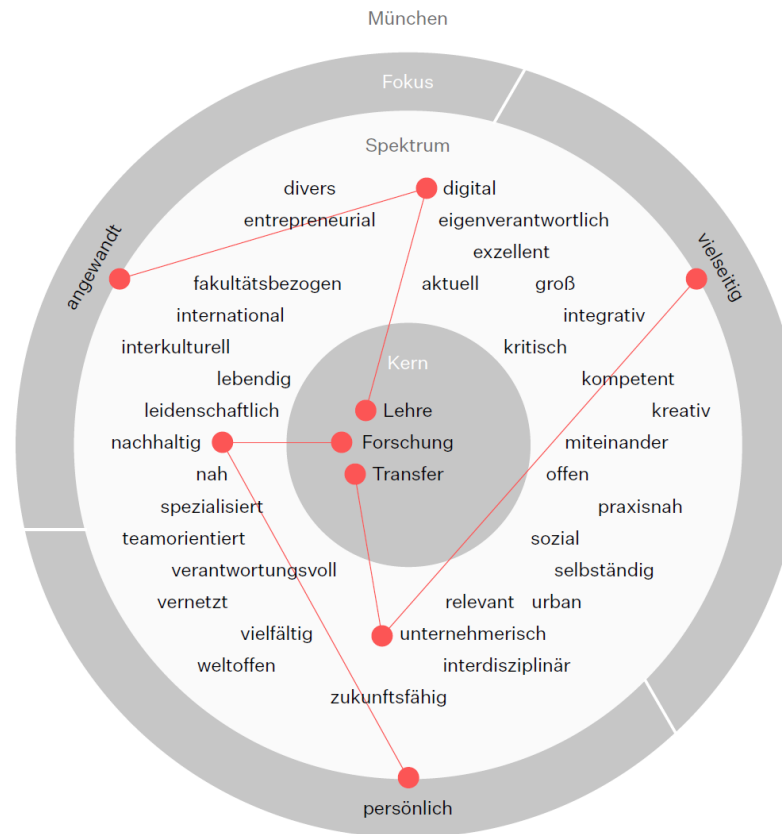 München
Fokus
Spektrum
divers
digital
entrepreneurial
eigenverantwortlich
exzellent
angewandt
vielseitig
fakultätsbezogen
aktuell
groß
international
integrativ
interkulturell
kritisch
Kern
lebendig
kompetent
leidenschaftlich
Lehre
kreativ
nachhaltig
Forschung
miteinander
nah
Transfer
offen
spezialisiert
praxisnah
teamorientiert
sozial
verantwortungsvoll
selbständig
vernetzt
relevant
urban
vielfältig
unternehmerisch
weltoffen
interdisziplinär
zukunftsfähig
persönlich